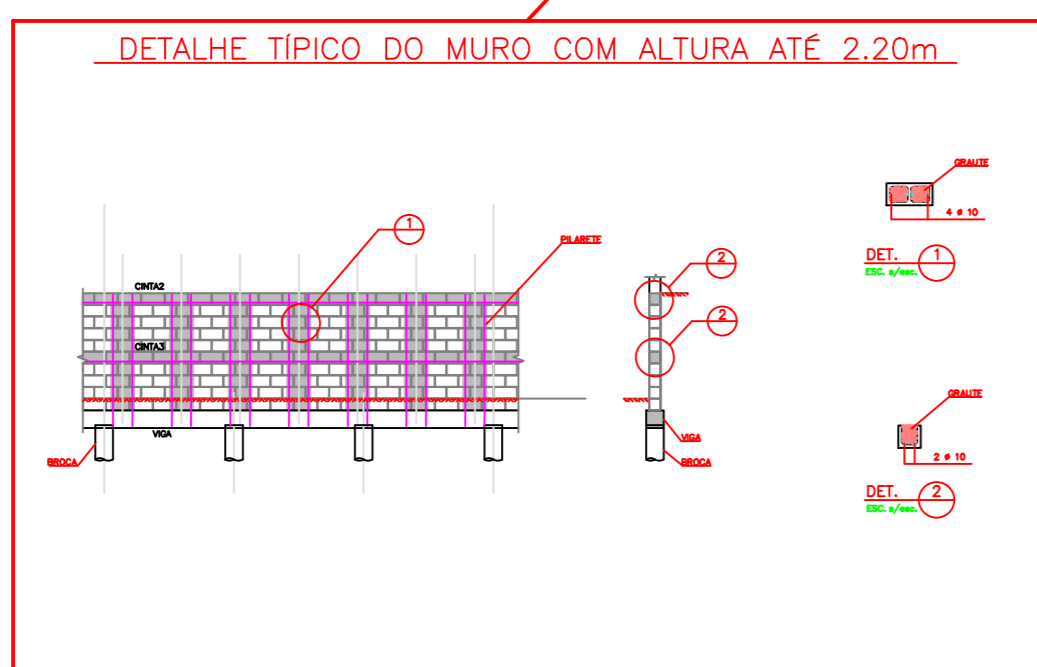 DETALHE TÍPICO DO MURO COM ALTURA ATÉ 2.20m
GRAUTE
4 ø 10
DET. 1
ESC. s/esc.
1
PILARETE
2
CINTA2
2
CINTA3
GRAUTE
VIGA
VIGA
BROCA
BROCA
2 ø 10
DET. 2
ESC. s/esc.